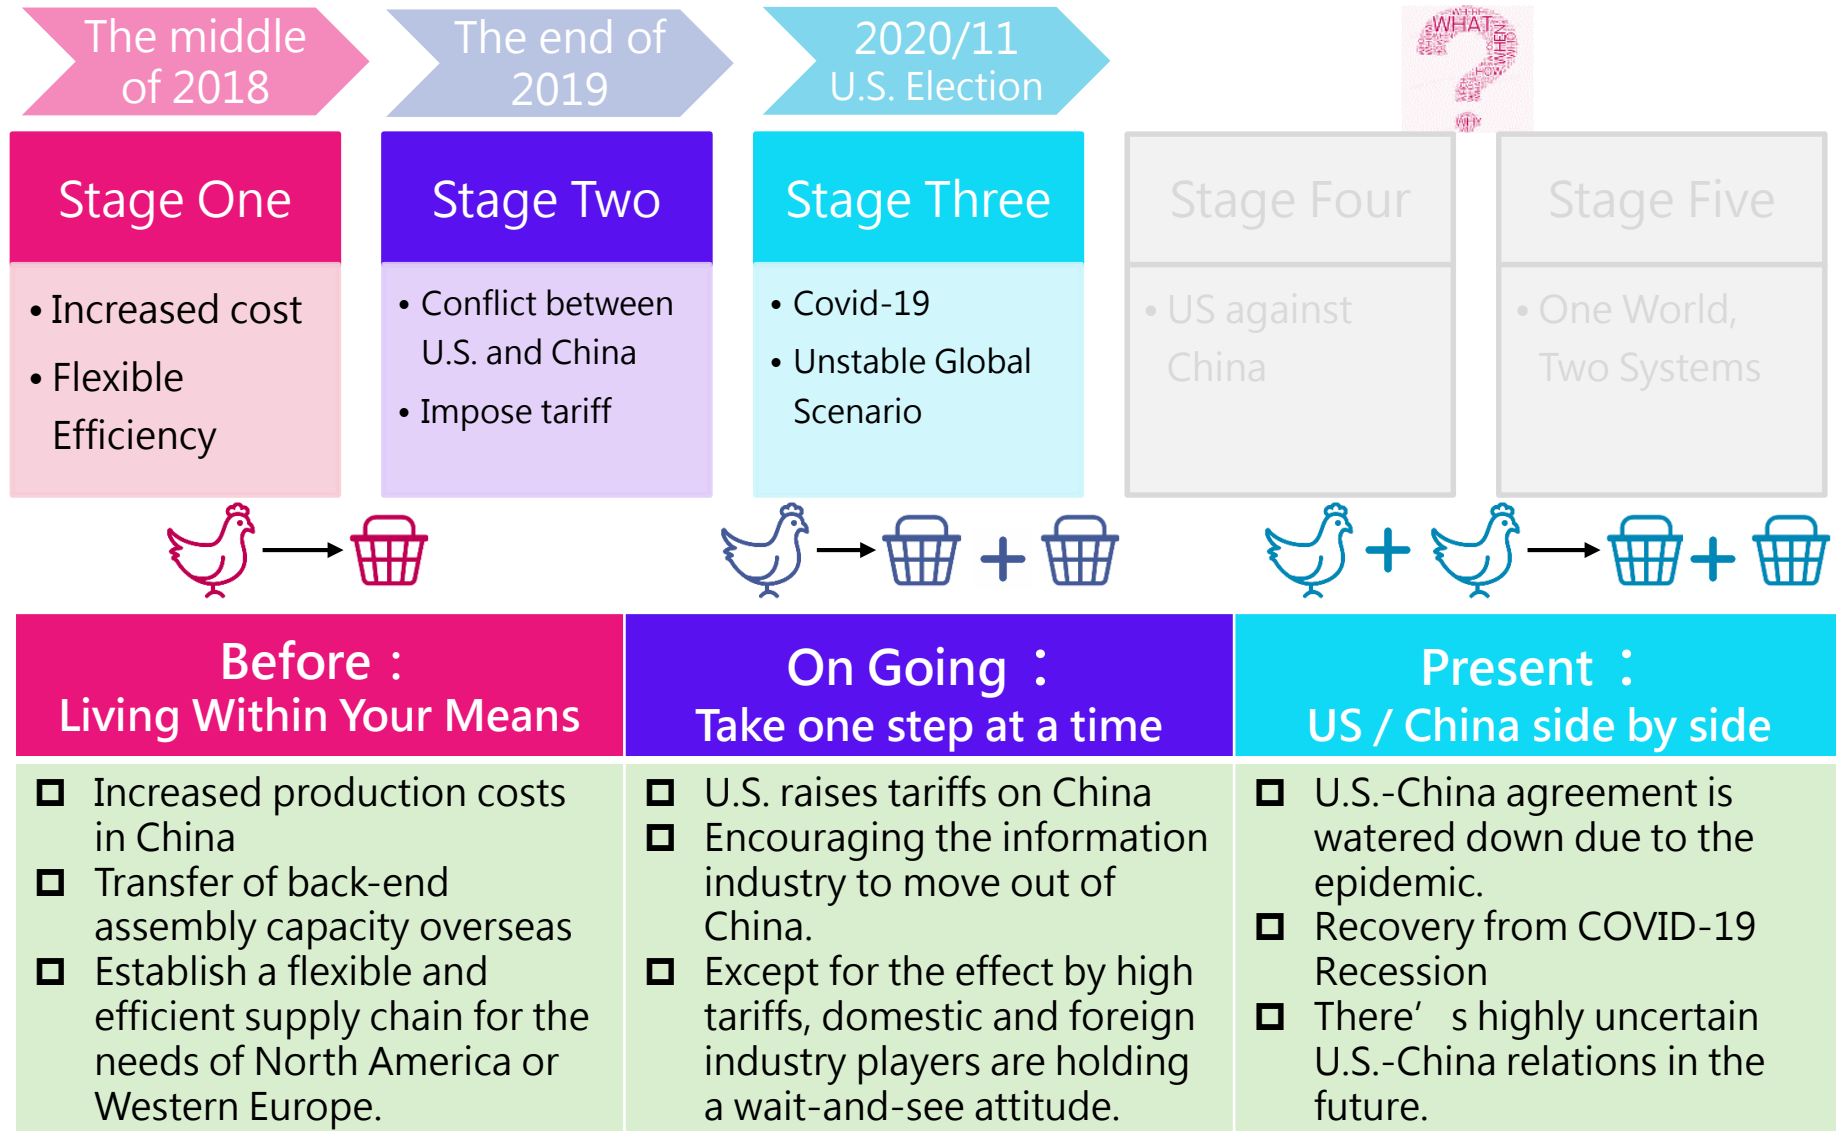 The middle
of 2018
The end of
2019
2020/11
U.S. Election
WHAT
WHEN
HOW
WHY
Stage One
Stage Two
Stage Three
Stage Four
Stage Five
• Increased cost
• Flexible
Efficiency
• Conflict between
U.S. and China
• Impose tariff
• Covid-19
• Unstable Global
Scenario
• US against
China
• One World,
Two Systems
Before：
Living Within Your Means
Increased production costs
in China
Transfer of back-end
assembly capacity overseas
Establish a flexible and
efficient supply chain for the
needs of North America or
Western Europe.
On Going：
Take one step at a time
U.S. raises tariffs on China
Encouraging the information
industry to move out of
China.
Except for the effect by high
tariffs, domestic and foreign
industry players are holding
a wait-and-see attitude.
Present：
US / China side by side
U.S.-China agreement is
watered down due to the
epidemic.
Recovery from COVID-19
Recession
There’s highly uncertain
U.S.-China relations in the
future.